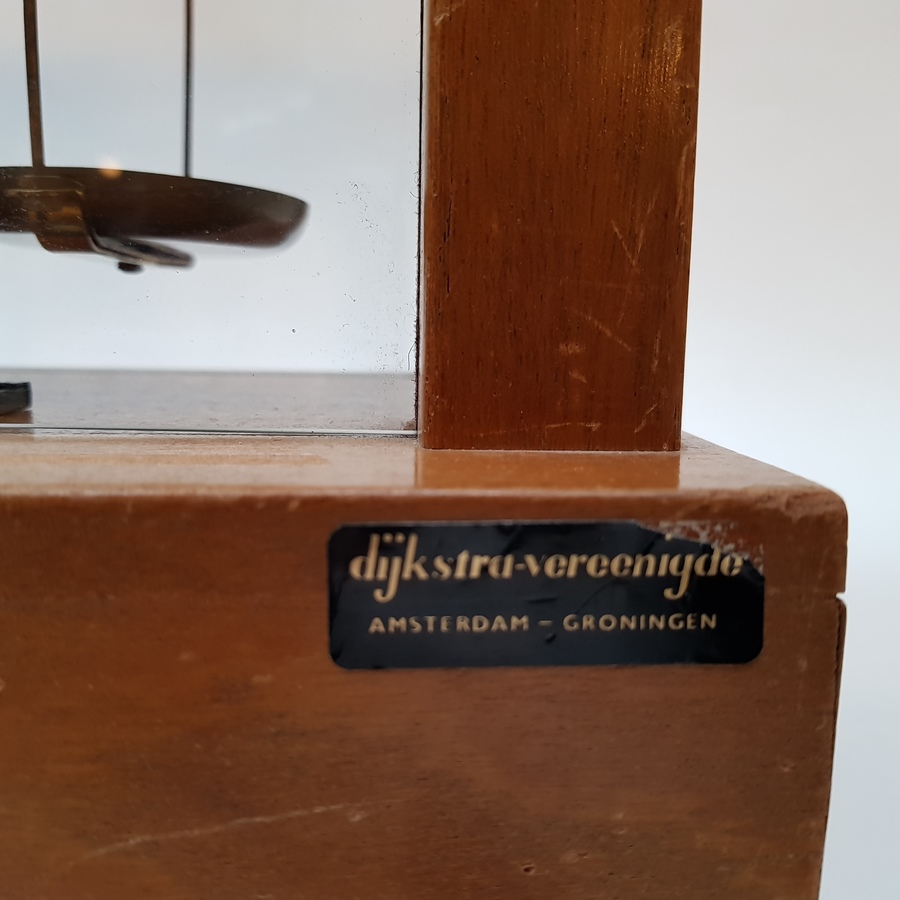 dijkstra-vereenigde
AMSTERDAM - GRONINGEN